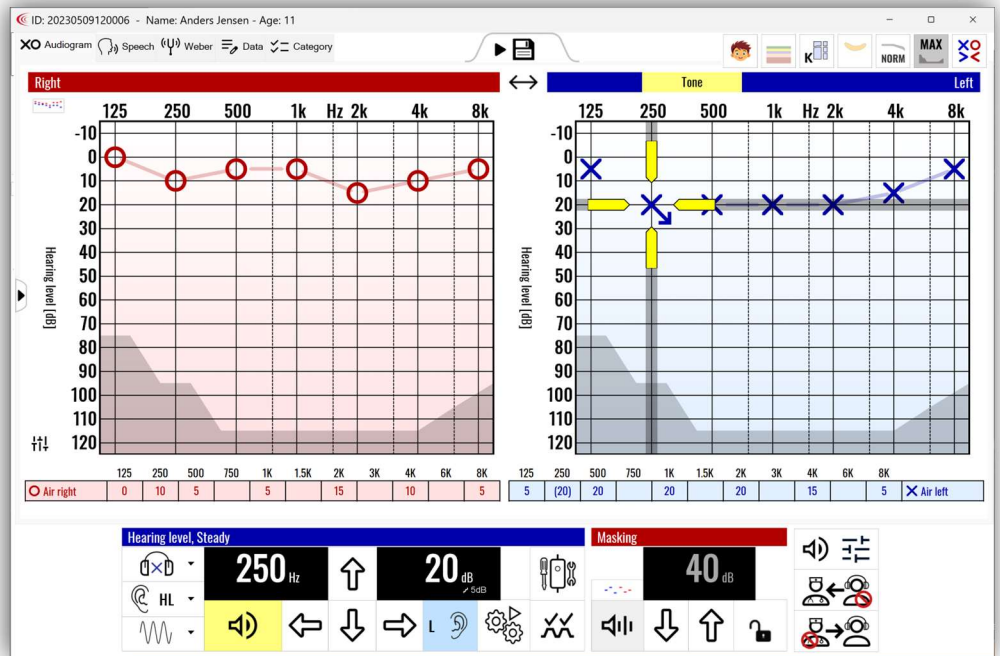 ID: 20230509120006 - Name: Anders Jensen - Age: 11
XO Audiogram Speech Weber Data Category
K NORM MAX XO
Right
Tone Left
125 250 500 1k Hz 2k 4k 8k
125 250 500 1k Hz 2k 4k 8k
-10
0
10
20
30
40
50
60
70
80
90
100
110
120
Hearing level [dB]
-10
0
10
20
30
40
50
60
70
80
90
100
110
120
Hearing level [dB]
125 250 500 750 1K 1.5K 2K 3K 4K 6K 8K
Air right 0 10 5 5 15 10 5
125 250 500 750 1K 1.5K 2K 3K 4K 6K 8K
5 (20) 20 20 20 15 5 Air left
Hearing level, Steady
250 Hz
20 dB
5dB
HL
L
Masking
40 dB